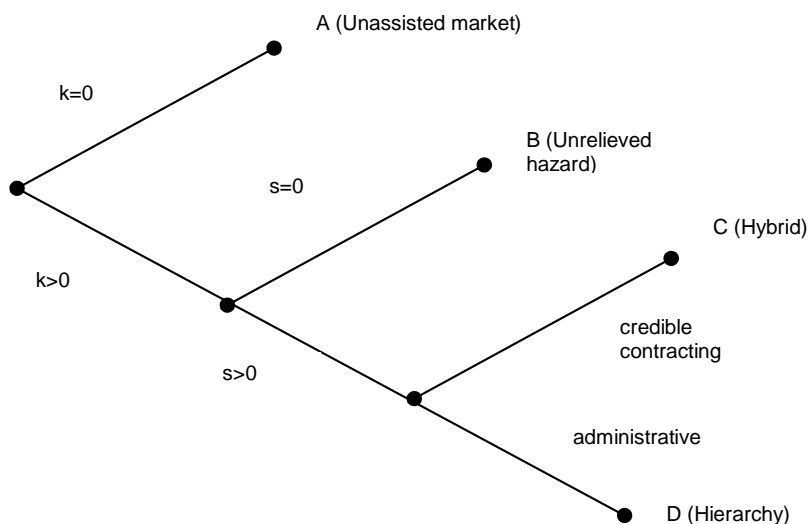 A (Unassisted market)
k=0
B (Unrelieved
hazard)
s=0
C (Hybrid)
k>0
credible
contracting
s>0
administrative
D (Hierarchy)